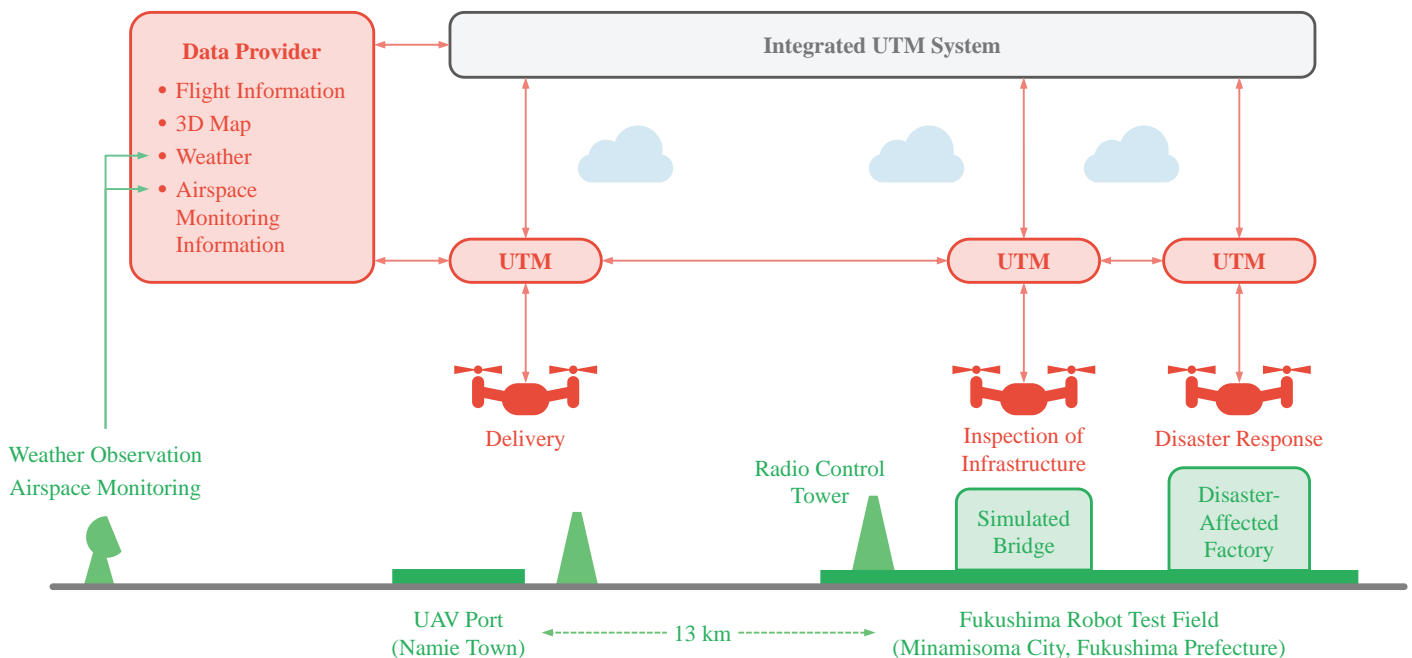 Data Provider
• Flight Information
• 3D Map
• Weather
• Airspace
Monitoring
Information
Integrated UTM System
UTM
UTM
UTM
Delivery
Inspection of
Infrastructure
Disaster Response
Weather Observation
Airspace Monitoring
Radio Control
Tower
Simulated
Bridge
Disaster-
Affected
Factory
UAV Port
(Namie Town)
13 km
Fukushima Robot Test Field
(Minamisoma City, Fukushima Prefecture)